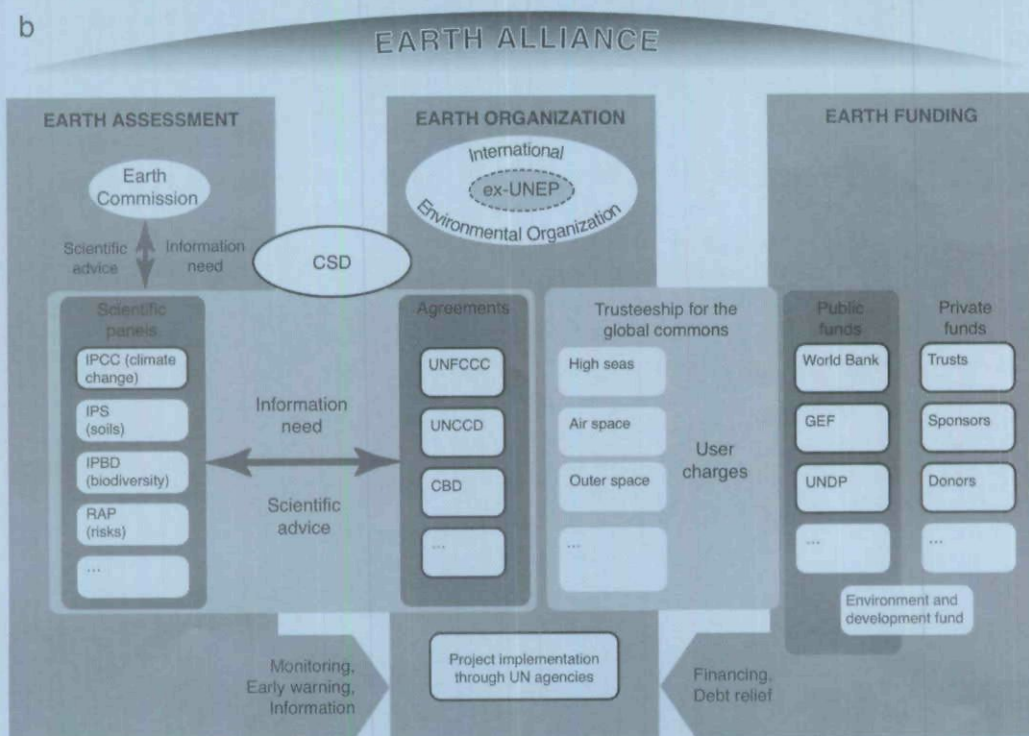 b
EARTH ALLIANCE
EARTH ASSESSMENT
Earth
Commission
Scientific
advice
Information
need
CSD
Scientific
panels
IPCC (climate
change)
IPS
(soils)
IPBD
(biodiversity)
RAP
(risks)
...
Information
need
Scientific
advice
EARTH ORGANIZATION
International
ex-UNEP
Environmental Organization
Agreements
UNFCCC
UNCCD
CBD
...
Trusteeship for the
global commons
High seas
Air space
Outer space
...
User
charges
EARTH FUNDING
Public
funds
World Bank
GEF
UNDP
...
Private
funds
Trusts
Sponsors
Donors
...
Environment and
development fund
Monitoring,
Early warning,
Information
Project implementation
through UN agencies
Financing,
Debt relief